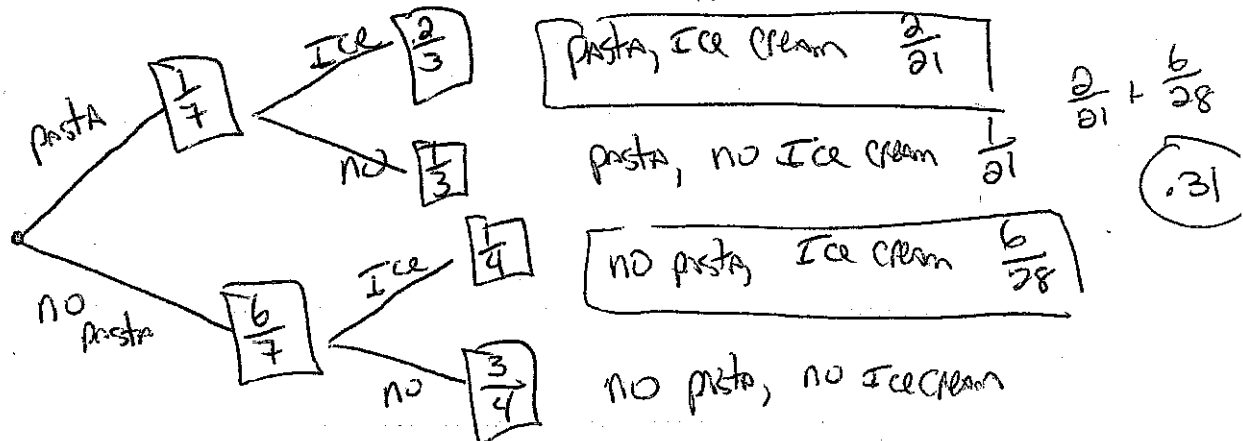 Ice 2/3 pasta, Ice cream 2/21
pasta 1/7
2/21 + 6/28
no 1/3 pasta, no Ice cream 1/21
.31
Ice 1/4 no pasta, Ice cream 6/28
no pasta 6/7
no 3/4 no pasta, no Ice cream